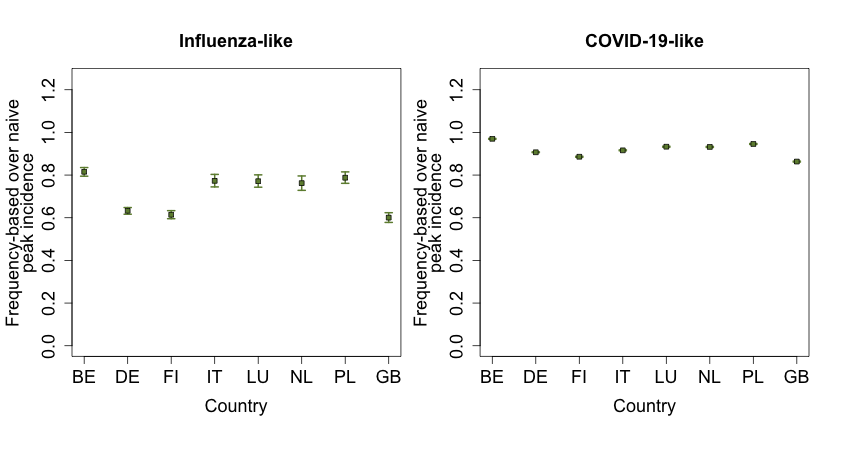 Influenza-like
Frequency-based over naive
peak incidence
0.0 0.2 0.4 0.6 0.8 1.0 1.2
BE DE FI IT LU NL PL GB
Country
COVID-19-like
Frequency-based over naive
peak incidence
0.0 0.2 0.4 0.6 0.8 1.0 1.2
BE DE FI IT LU NL PL GB
Country